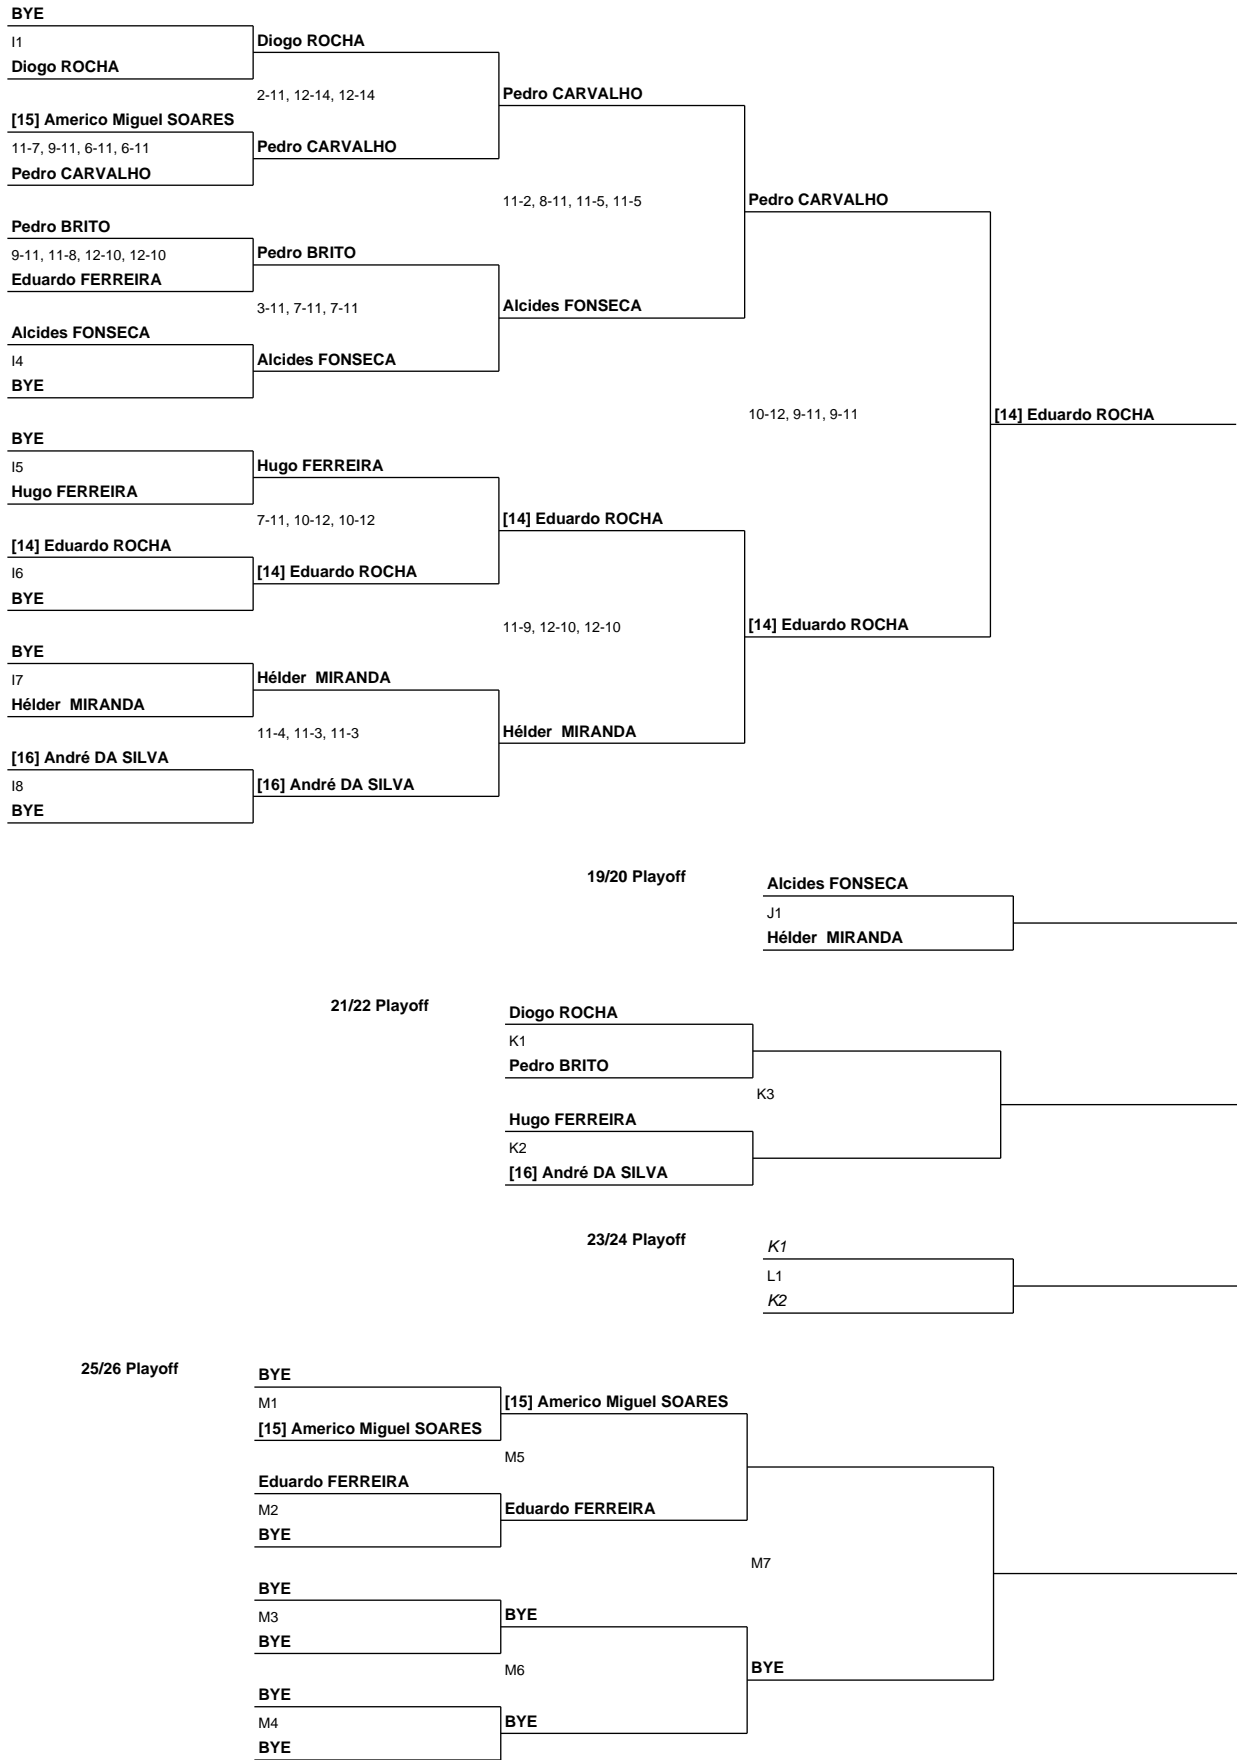 BYE
I1
Diogo ROCHA
Diogo ROCHA
2-11, 12-14, 12-14
Pedro CARVALHO
[15] Americo Miguel SOARES
11-7, 9-11, 6-11, 6-11
Pedro CARVALHO
Pedro CARVALHO
11-2, 8-11, 11-5, 11-5
Pedro CARVALHO
Pedro BRITO
9-11, 11-8, 12-10, 12-10
Pedro BRITO
Eduardo FERREIRA
3-11, 7-11, 7-11
Alcides FONSECA
Alcides FONSECA
I4
Alcides FONSECA
BYE
10-12, 9-11, 9-11
[14] Eduardo ROCHA
BYE
I5
Hugo FERREIRA
Hugo FERREIRA
7-11, 10-12, 10-12
[14] Eduardo ROCHA
[14] Eduardo ROCHA
I6
[14] Eduardo ROCHA
BYE
11-9, 12-10, 12-10
[14] Eduardo ROCHA
BYE
I7
Hélder  MIRANDA
Hélder  MIRANDA
11-4, 11-3, 11-3
Hélder  MIRANDA
[16] André DA SILVA
I8
[16] André DA SILVA
BYE
19/20 Playoff
Alcides FONSECA
J1
Hélder  MIRANDA
21/22 Playoff
Diogo ROCHA
K1
Pedro BRITO
K3
Hugo FERREIRA
K2
[16] André DA SILVA
23/24 Playoff
K1
L1
K2
25/26 Playoff
BYE
M1
[15] Americo Miguel SOARES
[15] Americo Miguel SOARES
M5
Eduardo FERREIRA
M2
Eduardo FERREIRA
BYE
M7
BYE
M3
BYE
BYE
M6
BYE
BYE
M4
BYE
BYE